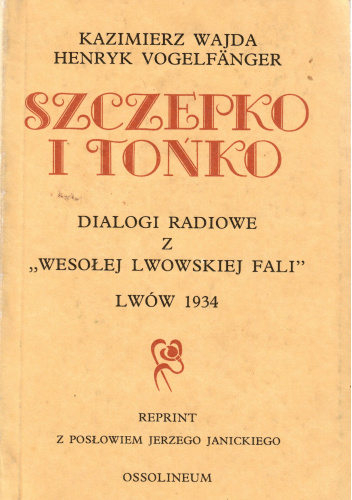 KAZIMIERZ WAJDA
HENRYK VOGELFÄNGER
SZCZEPKO
I TOŃKO
DIALOGI RADIOWE
Z
„WESOŁEJ LWOWSKIEJ FALI”
LWÓW 1934
REPRINT
Z POSŁOWIEM JERZEGO JANICKIEGO
OSSOLINEUM